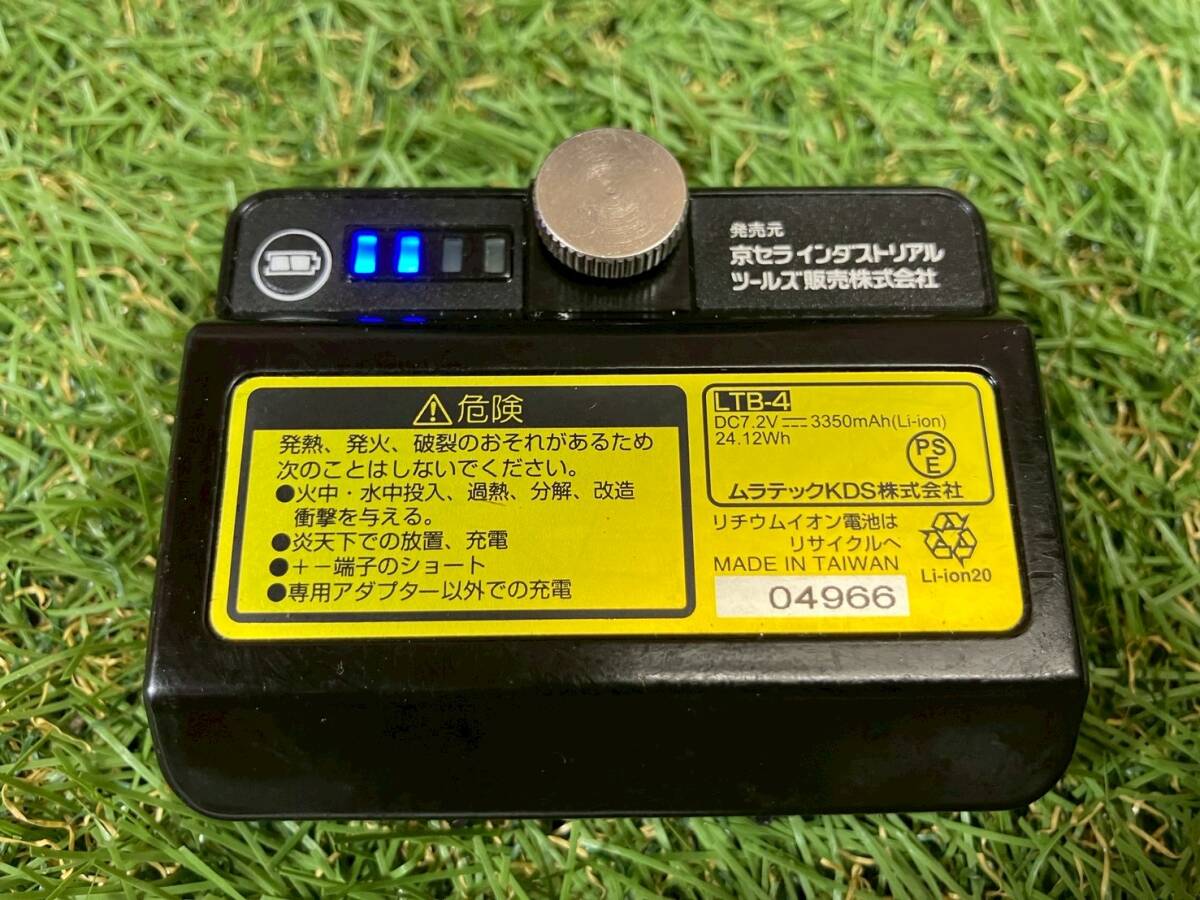 発売元
京セラ インダストリアル
ツールズ販売株式会社
危険
発熱、発火、破裂のおそれがあるため
次のことはしないでください。
●火中・水中投入、過熱、分解、改造
衝撃を与える。
●炎天下での放置、充電
●+-端子のショート
●専用アダプター以外での充電
LTB-4
DC7.2V ⎓ 3350mAh(Li-ion)
24.12Wh
PS
E
ムラテックKDS株式会社
リチウムイオン電池は
リサイクルへ
MADE IN TAIWAN
Li-ion20
04966